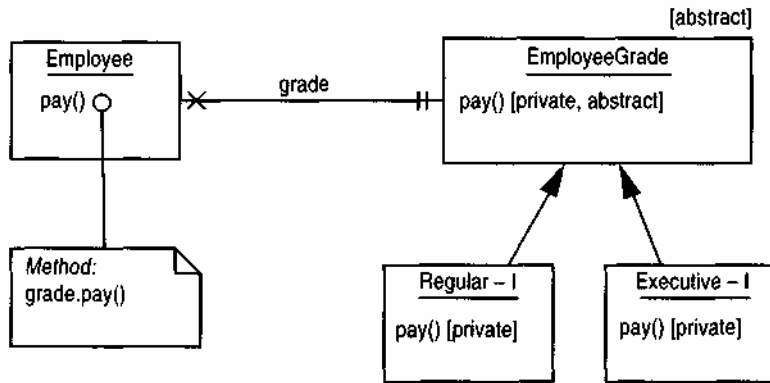 [abstract]
Employee
pay()
grade
EmployeeGrade
pay() [private, abstract]
Method:
grade.pay()
Regular – I
pay() [private]
Executive – I
pay() [private]